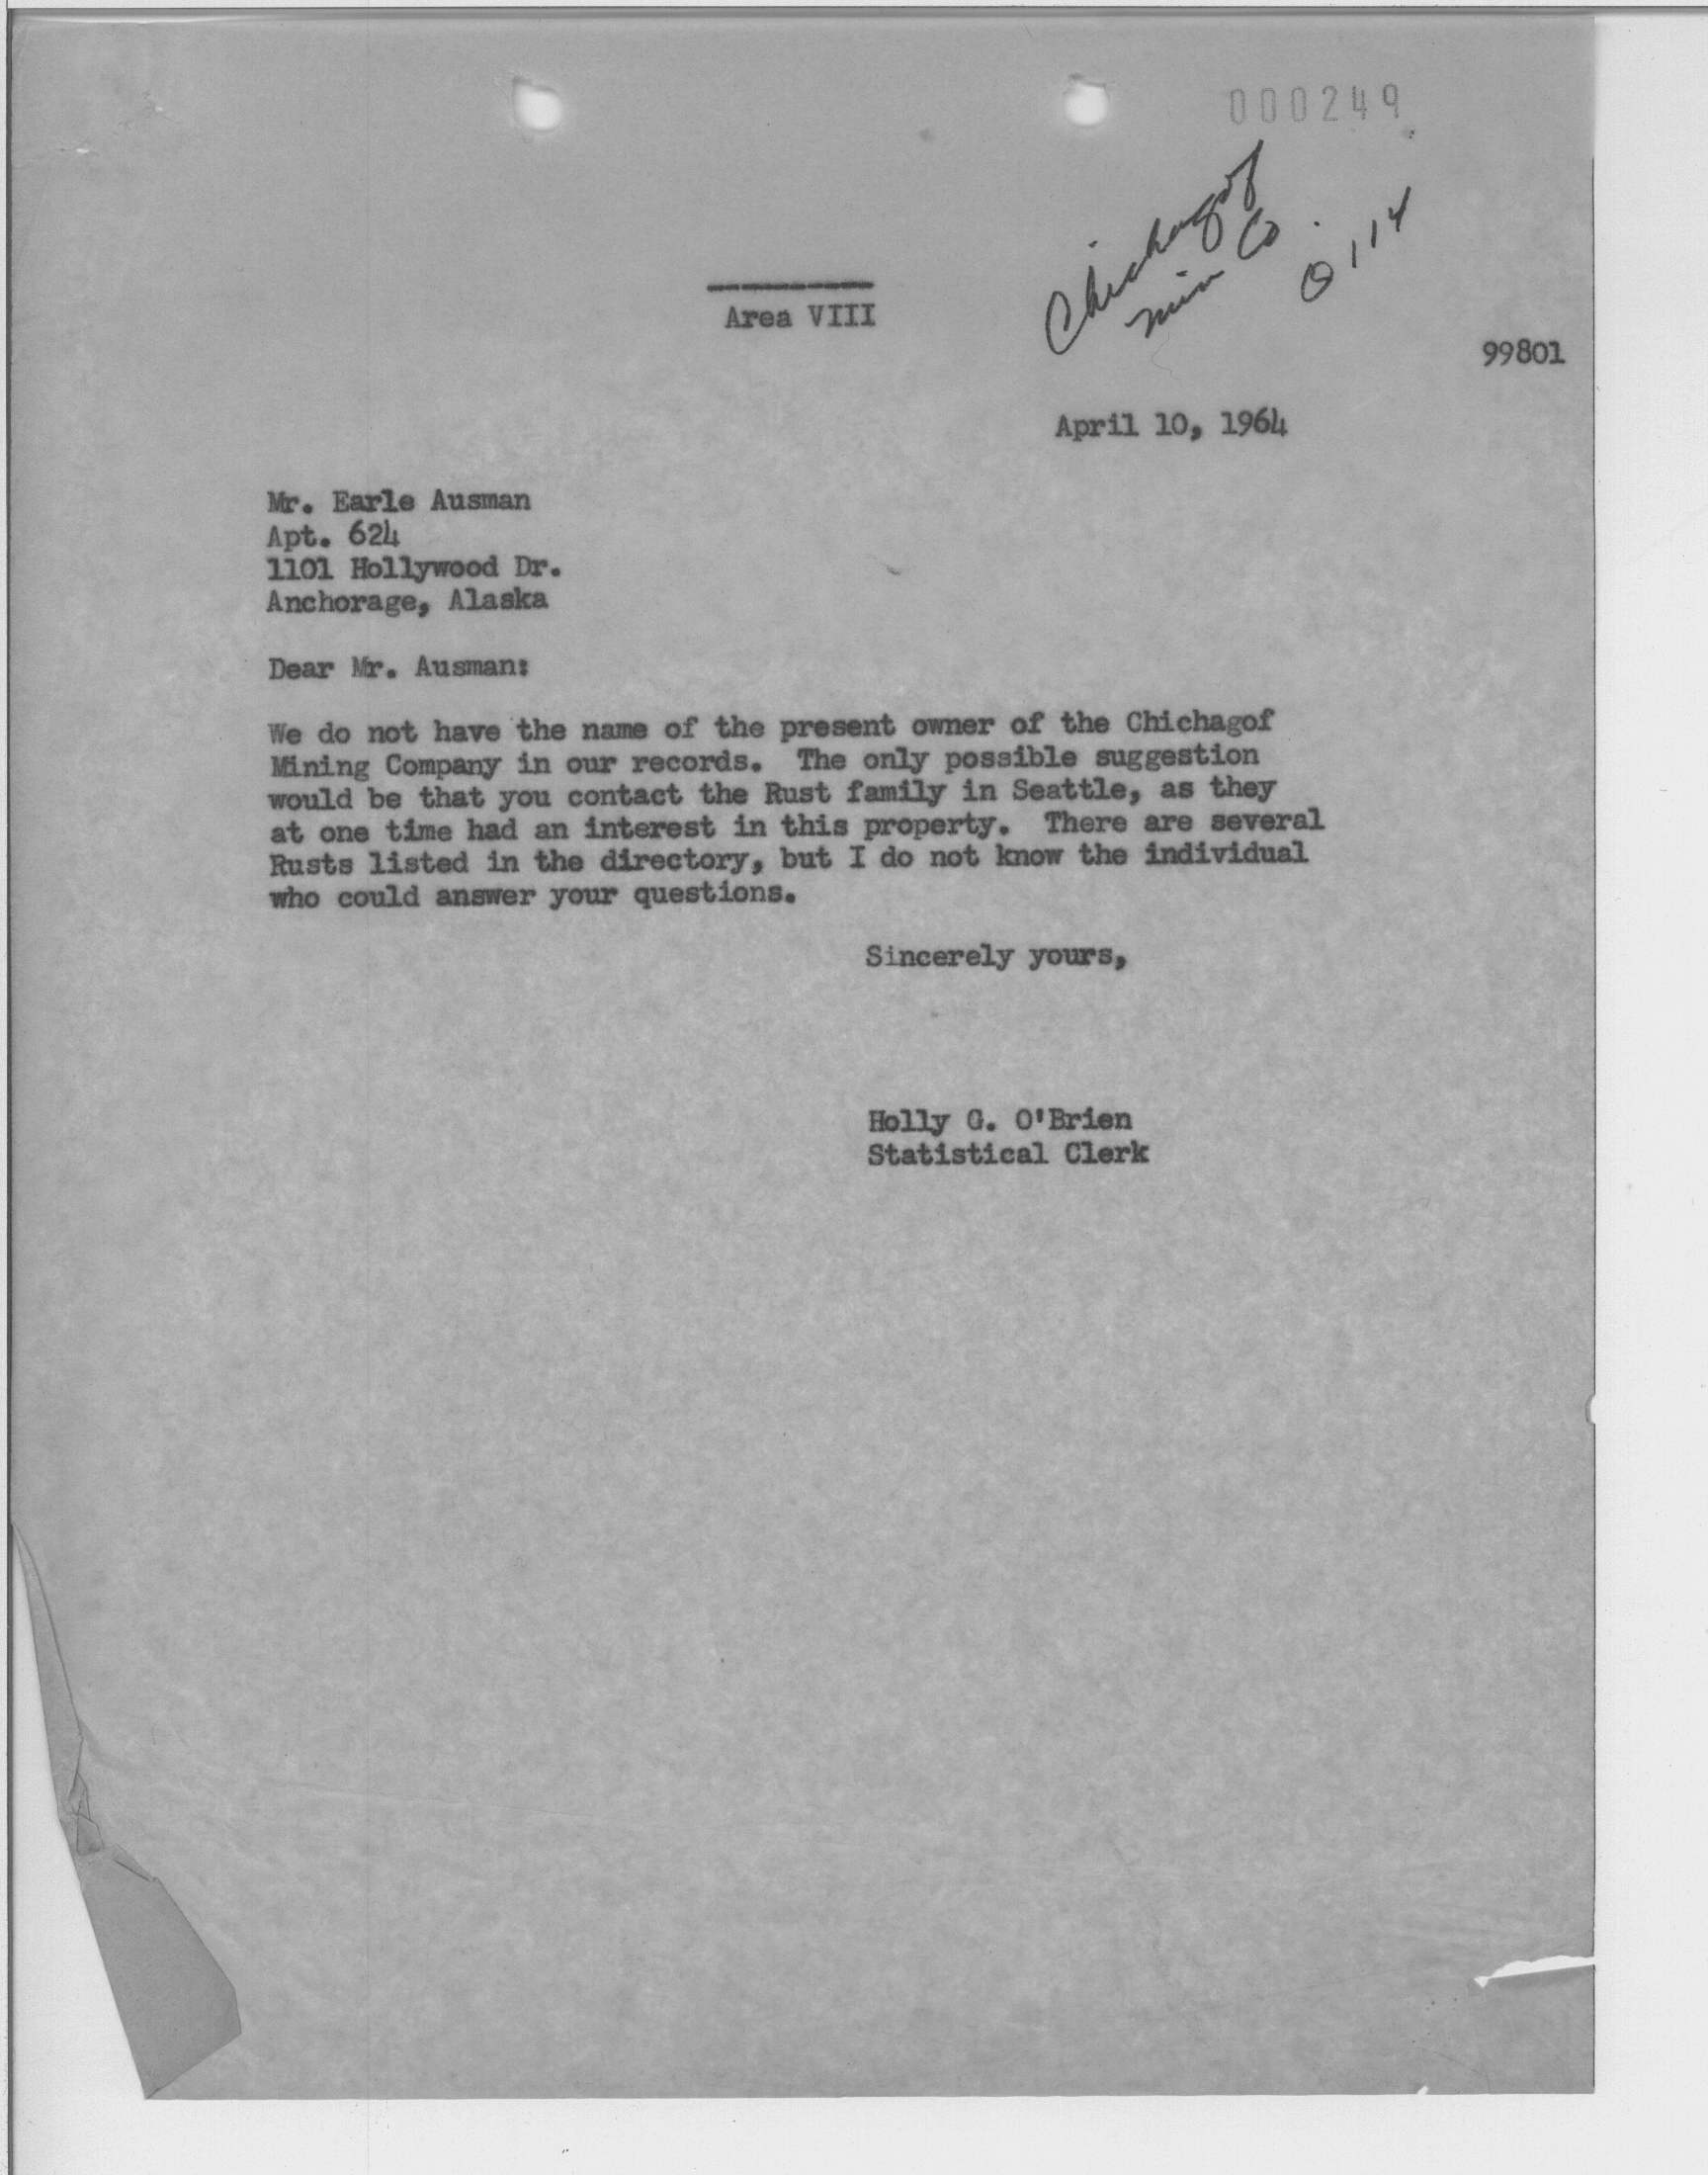 000249
Chichagof
Min Co.
0114
Area VIII
99801
April 10, 1964
Mr. Earle Ausman
Apt. 624
1101 Hollywood Dr.
Anchorage, Alaska
Dear Mr. Ausman:
We do not have the name of the present owner of the Chichagof
Mining Company in our records. The only possible suggestion
would be that you contact the Rust family in Seattle, as they
at one time had an interest in this property. There are several
Rusts listed in the directory, but I do not know the individual
who could answer your questions.
Sincerely yours,
Holly G. O'Brien
Statistical Clerk